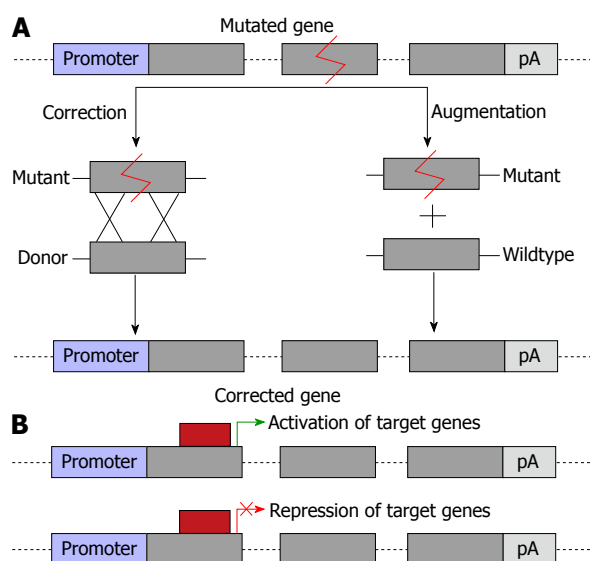 A
Mutated gene
Promoter pA
Correction Augmentation
Mutant Mutant
Donor Wildtype
Promoter pA
Corrected gene
B
Activation of target genes
Promoter pA
Repression of target genes
Promoter pA